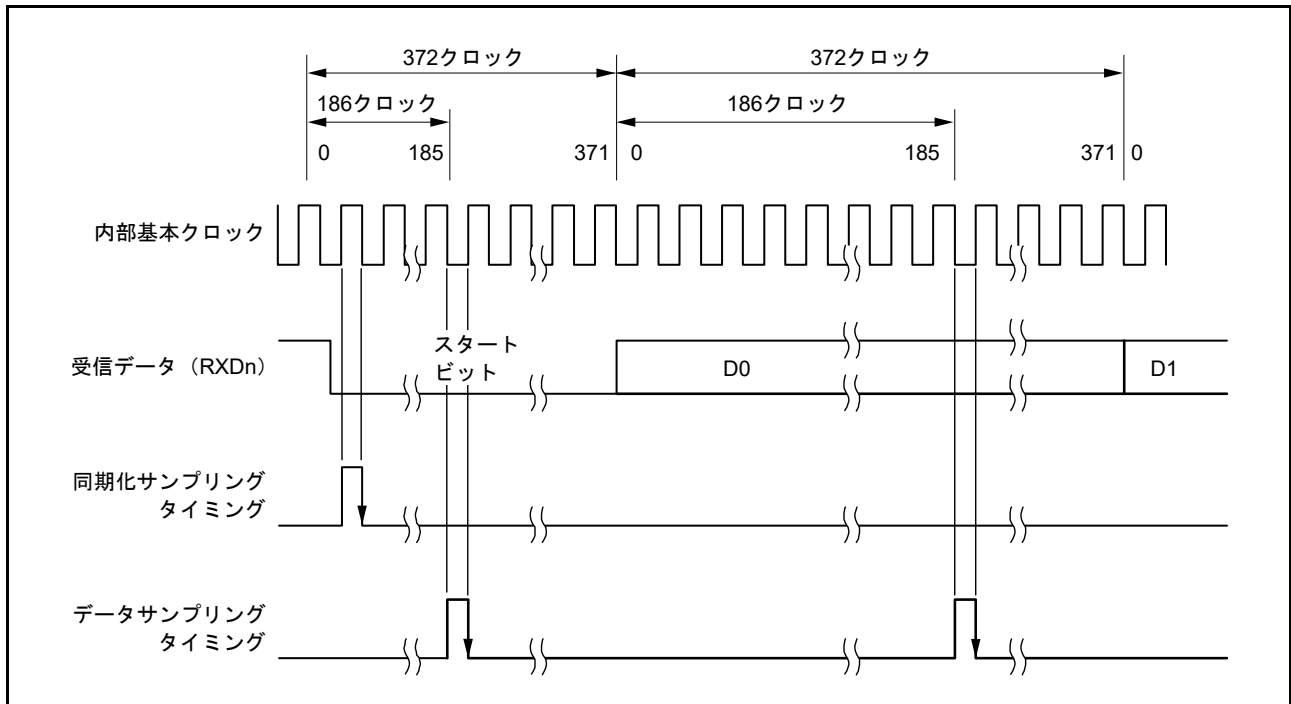 372クロック 372クロック
186クロック 186クロック
0 185 371 0 185 371 0
内部基本クロック
受信データ（RXDn）
スタート
ビット
D0 D1
同期化サンプリング
タイミング
データサンプリング
タイミング